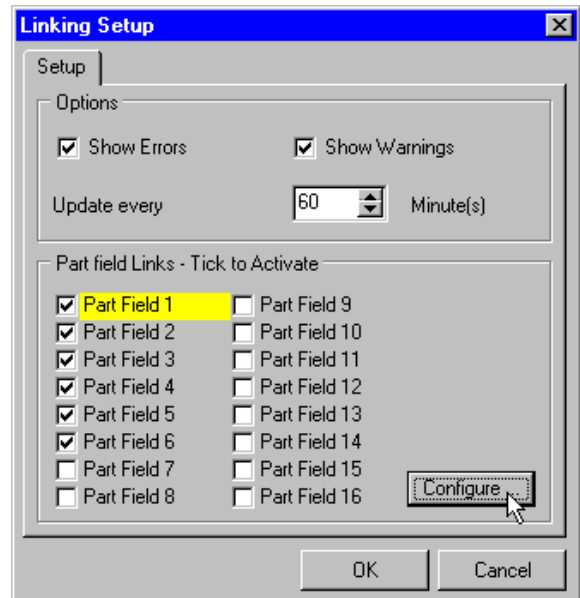 Linking Setup
Setup
Options
Show Errors
Show Warnings
Update every
60
Minute(s)
Part field Links - Tick to Activate
Part Field 1
Part Field 2
Part Field 3
Part Field 4
Part Field 5
Part Field 6
Part Field 7
Part Field 8
Part Field 9
Part Field 10
Part Field 11
Part Field 12
Part Field 13
Part Field 14
Part Field 15
Part Field 16
Configure ...
OK
Cancel